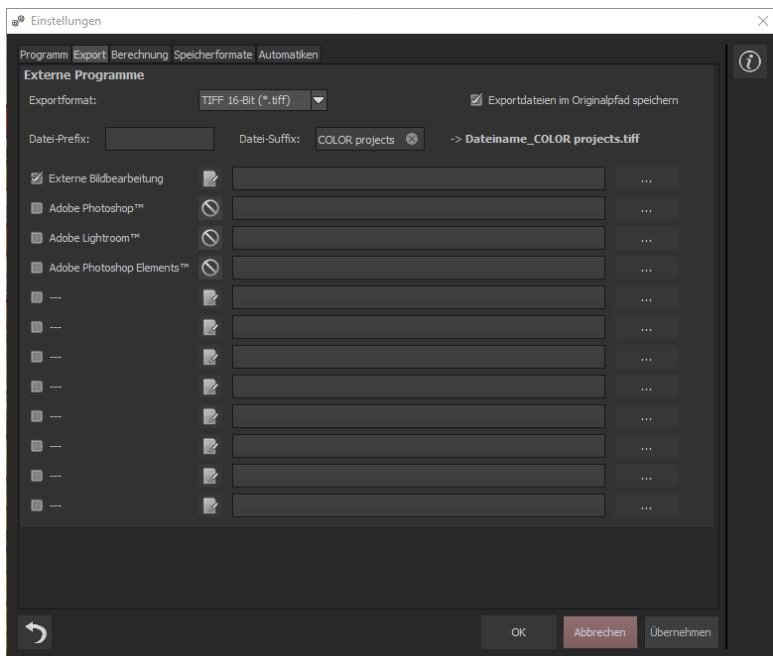 Einstellungen
Programm Export Berechnung Speicherformate Automatiken
Externe Programme
Exportformat: TIFF 16-Bit (*.tiff) Exportdateien im Originalpfad speichern
Datei-Prefix: Datei-Suffix: COLOR projects -> Dateiname_COLOR projects.tiff
Externe Bildbearbeitung ...
Adobe Photoshop™ ...
Adobe Lightroom™ ...
Adobe Photoshop Elements™ ...
--- ...
--- ...
--- ...
--- ...
--- ...
--- ...
--- ...
--- ...
OK Abbrechen Übernehmen